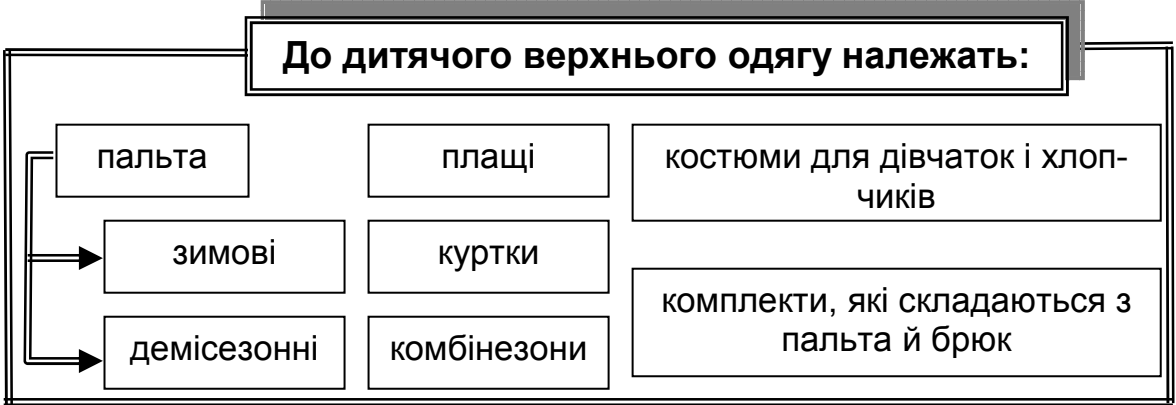 До дитячого верхнього одягу належать:
пальта
зимові
демісезонні
плащі
куртки
комбінезони
костюми для дівчаток і хлоп-
чиків
комплекти, які складаються з
пальта й брюк